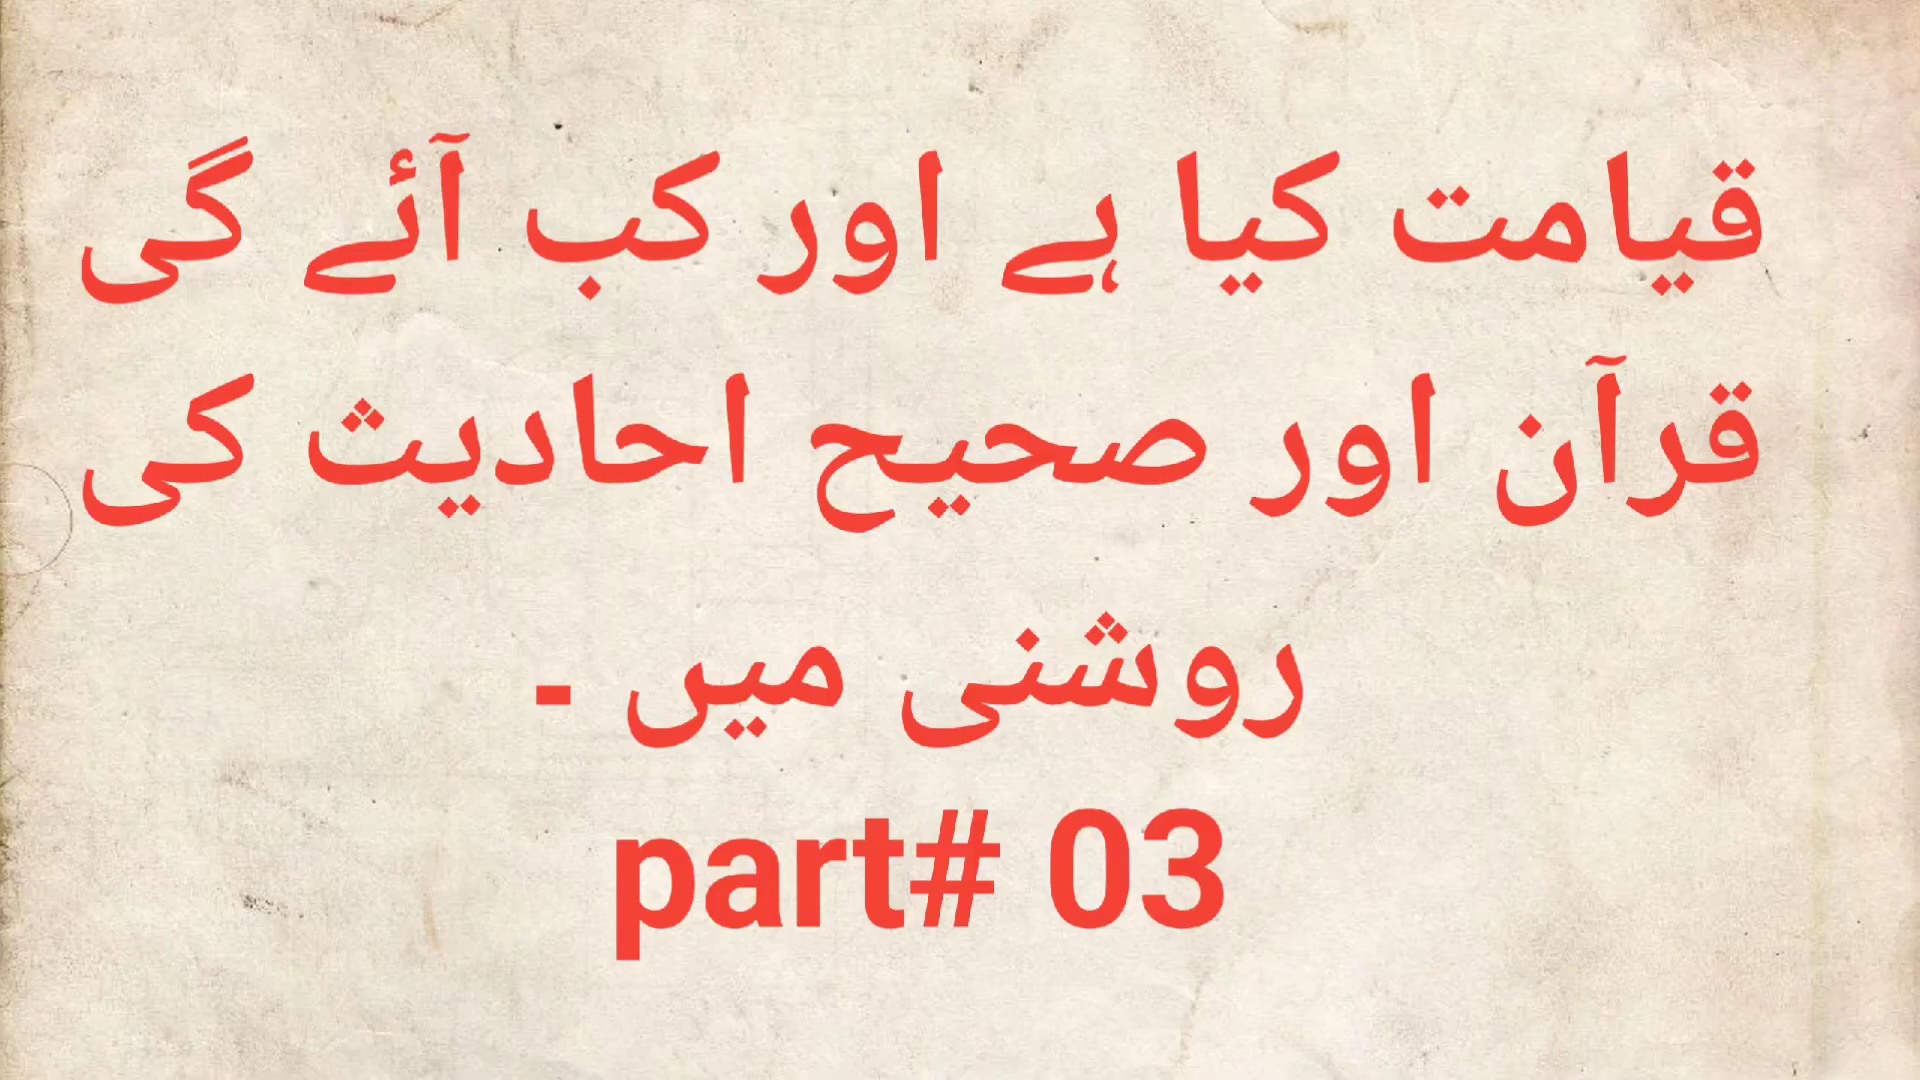 قیامت کیا ہے اور کب آئے گی
قرآن اور صحیح احادیث کی
روشنی میں ۔
part# 03